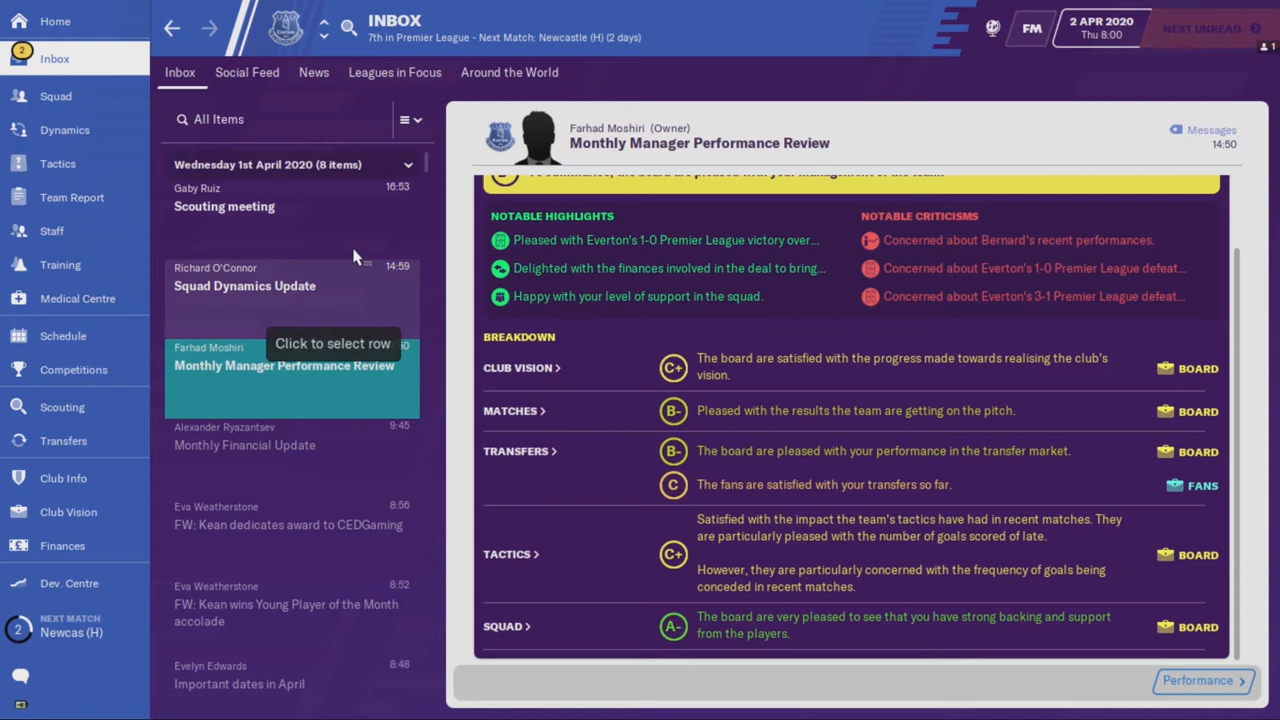 Home
INBOX
7th in Premier League - Next Match: Newcastle (H) (2 days)
FM
2 APR 2020
Thu 8:00
NEXT UNREAD
1
2
Inbox
Squad
Dynamics
Tactics
Team Report
Staff
Training
Medical Centre
Schedule
Competitions
Scouting
Transfers
Club Info
Club Vision
Finances
Dev. Centre
NEXT MATCH
2
Newcas (H)
Inbox
Social Feed
News
Leagues in Focus
Around the World
All Items
Wednesday 1st April 2020 (8 items)
Gaby Ruiz
16:53
Scouting meeting
Richard O'Connor
14:59
Squad Dynamics Update
Click to select row
Farhad Moshiri
Monthly Manager Performance Review
Alexander Ryazantsev
9:45
Monthly Financial Update
Eva Weatherstone
8:56
FW: Kean dedicates award to CEDGaming
Eva Weatherstone
8:52
FW: Kean wins Young Player of the Month
accolade
Evelyn Edwards
8:48
Important dates in April
Farhad Moshiri (Owner)
Monthly Manager Performance Review
Messages
14:50
To summarise, the board are pleased with your management of the team.
NOTABLE HIGHLIGHTS
Pleased with Everton's 1-0 Premier League victory over...
Delighted with the finances involved in the deal to bring...
Happy with your level of support in the squad.
NOTABLE CRITICISMS
Concerned about Bernard's recent performances.
Concerned about Everton's 1-0 Premier League defeat...
Concerned about Everton's 3-1 Premier League defeat...
BREAKDOWN
CLUB VISION
C+
The board are satisfied with the progress made towards realising the club's
vision.
BOARD
MATCHES
B-
Pleased with the results the team are getting on the pitch.
BOARD
TRANSFERS
B-
The board are pleased with your performance in the transfer market.
BOARD
C
The fans are satisfied with your transfers so far.
FANS
TACTICS
C+
Satisfied with the impact the team's tactics have had in recent matches. They
are particularly pleased with the number of goals scored of late.
However, they are particularly concerned with the frequency of goals being
conceded in recent matches.
BOARD
SQUAD
A-
The board are very pleased to see that you have strong backing and support
from the players.
BOARD
Performance